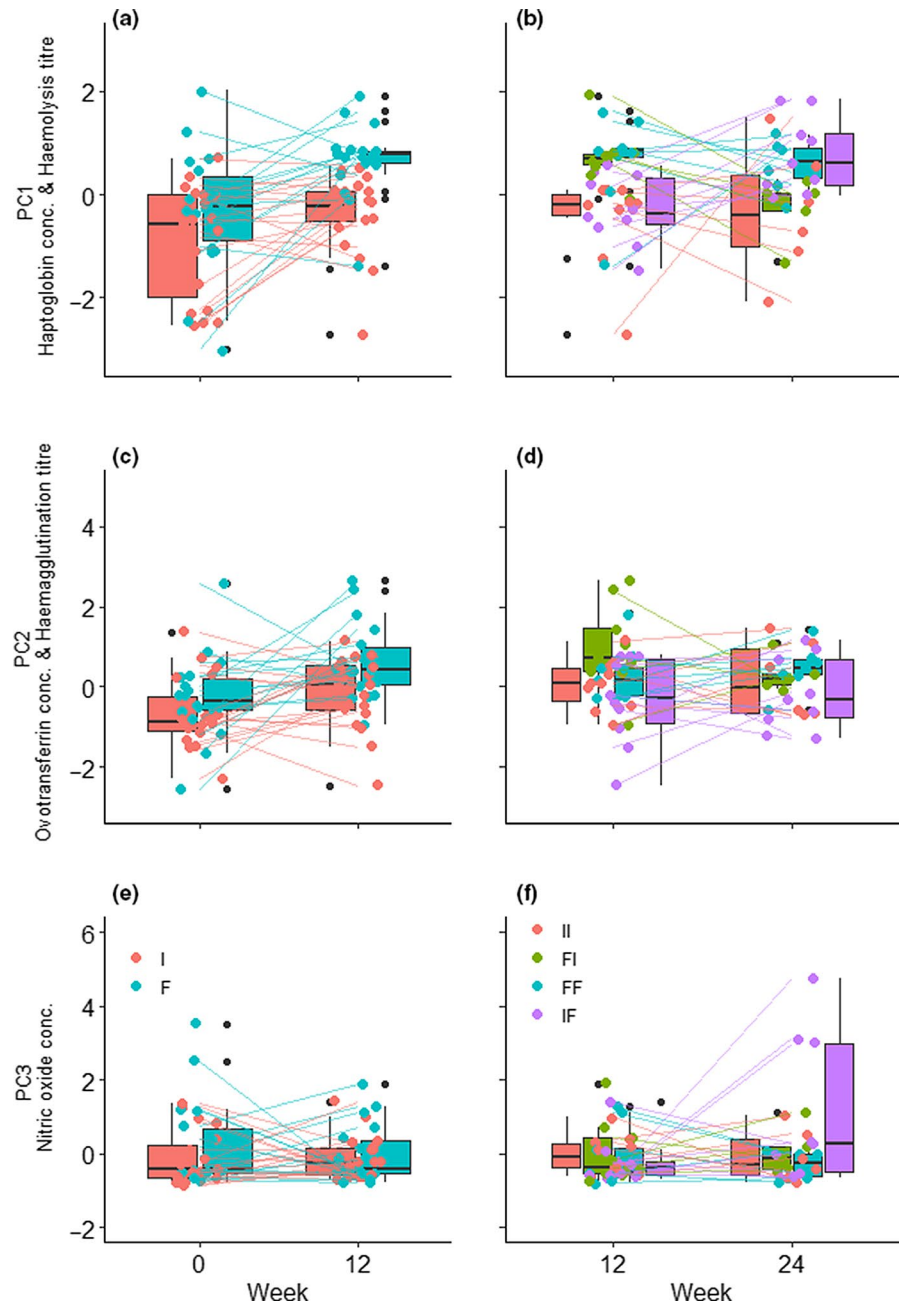 (a)
(b)
PC1
Haptoglobin conc. & Haemolysis titre
2
0
−2
(c)
(d)
PC2
Ovotransferrin conc. & Haemagglutination titre
4
2
0
−2
(e)
(f)
PC3
Nitric oxide conc.
6
4
2
0
−2
I
F
II
FI
FF
IF
0
12
12
24
Week
Week